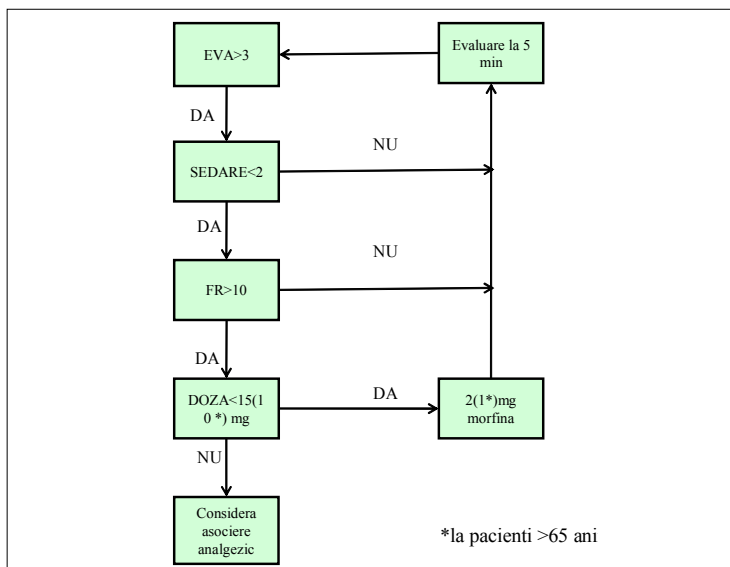 EVA>3
Evaluare la 5
min
DA
NU
SEDARE<2
DA
NU
FR>10
DA
DOZA<15(1
0 *) mg
DA
2(1*)mg
morfina
NU
Considera
asociere
analgezic
*la pacienti >65 ani